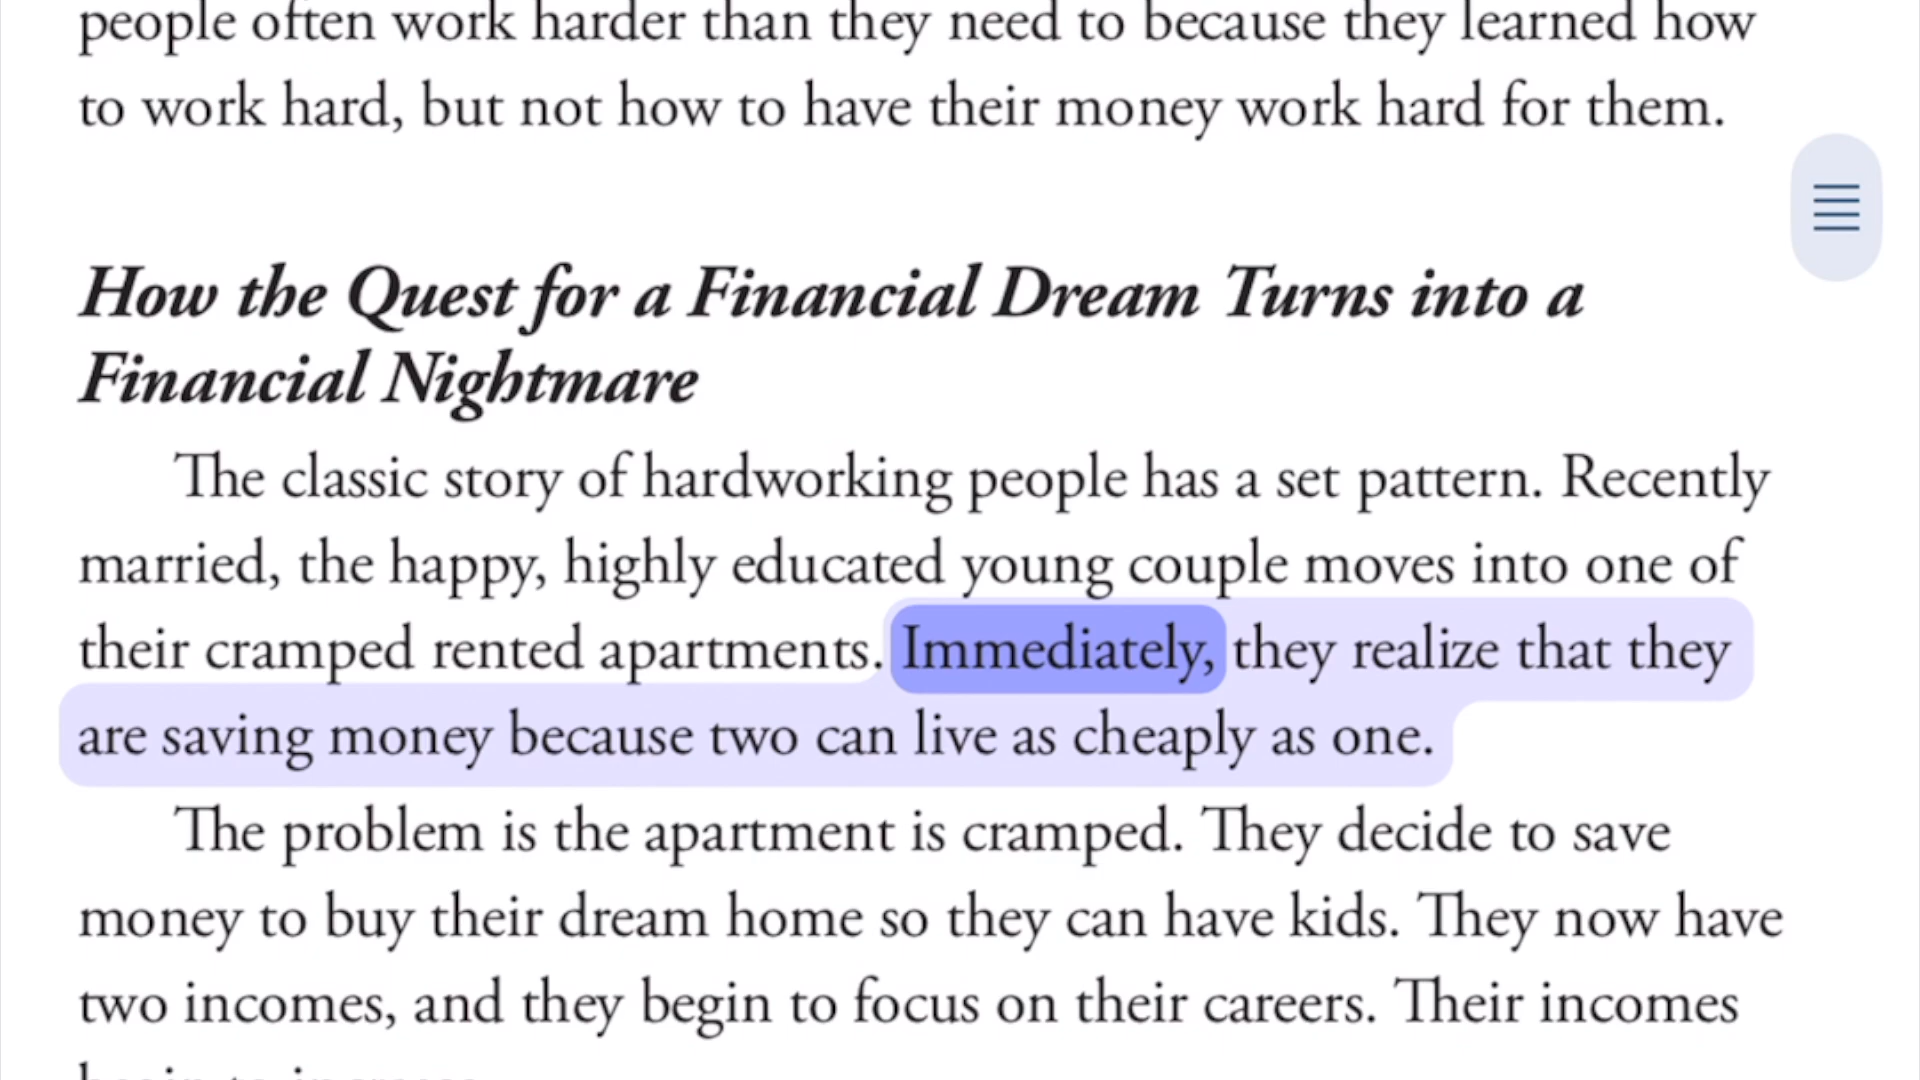 people often work harder than they need to because they learned how
to work hard, but not how to have their money work hard for them.
How the Quest for a Financial Dream Turns into a
Financial Nightmare
The classic story of hardworking people has a set pattern. Recently
married, the happy, highly educated young couple moves into one of
their cramped rented apartments. Immediately, they realize that they
are saving money because two can live as cheaply as one.
The problem is the apartment is cramped. They decide to save
money to buy their dream home so they can have kids. They now have
two incomes, and they begin to focus on their careers. Their incomes